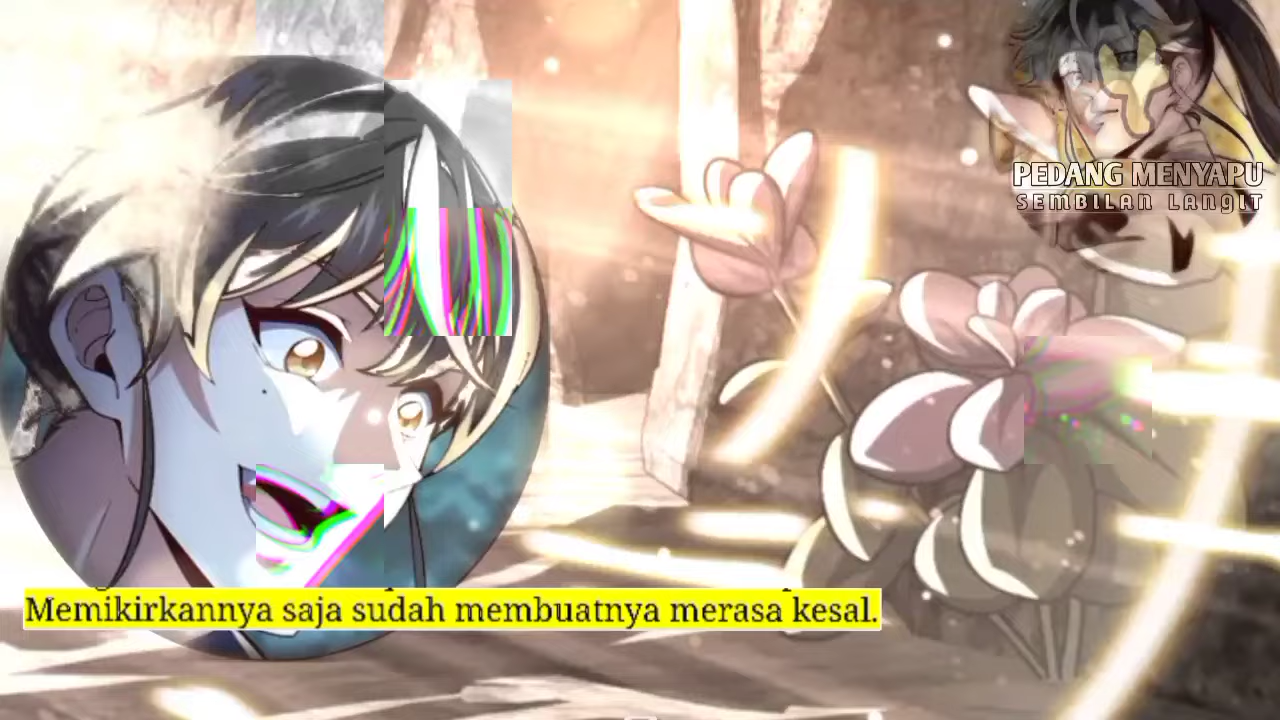 PEDANG MENYAPU
SEMBILAN LANGIT
Memikirkannya saja sudah membuatnya merasa kesal.